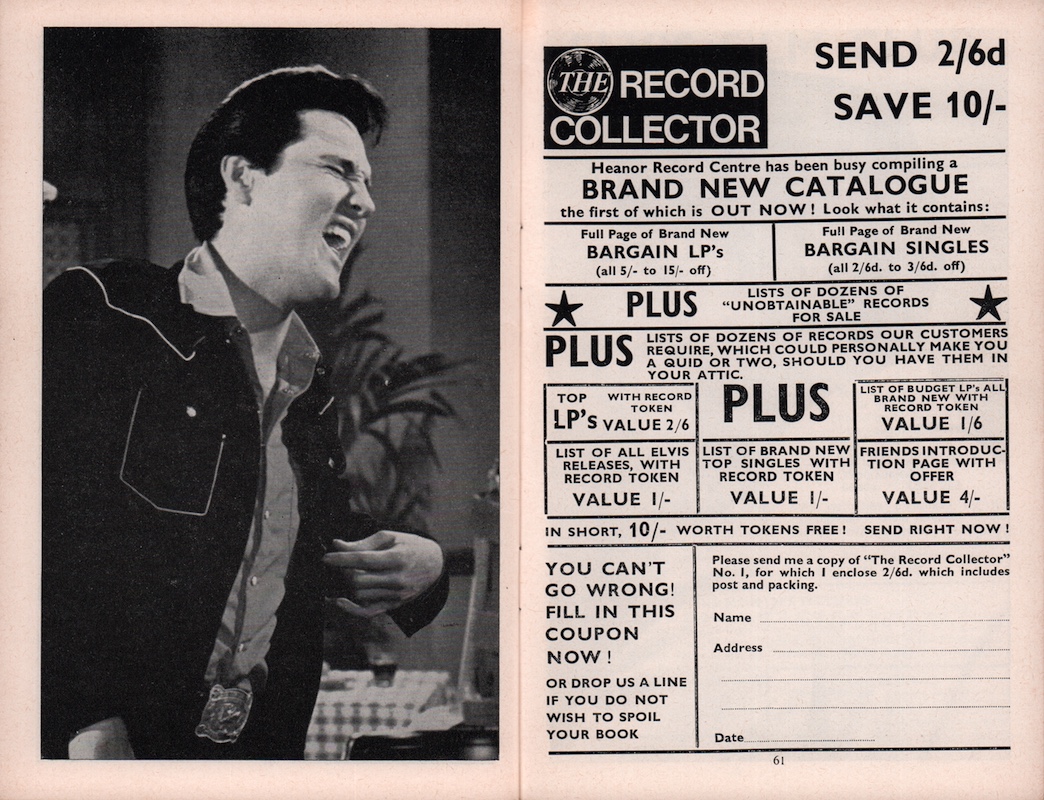 THE RECORD
COLLECTOR
SEND 2/6d
SAVE 10/-
Heanor Record Centre has been busy compiling a
BRAND NEW CATALOGUE
the first of which is OUT NOW! Look what it contains:
Full Page of Brand New
BARGAIN LP's
(all 5/- to 15/- off)
Full Page of Brand New
BARGAIN SINGLES
(all 2/6d. to 3/6d. off)
PLUS
LISTS OF DOZENS OF
"UNOBTAINABLE" RECORDS
FOR SALE
PLUS
LISTS OF DOZENS OF RECORDS OUR CUSTOMERS
REQUIRE, WHICH COULD PERSONALLY MAKE YOU
A QUID OR TWO, SHOULD YOU HAVE THEM IN
YOUR ATTIC.
TOP
LP's
WITH RECORD
TOKEN
VALUE 2/6
PLUS
LIST OF BUDGET LP's ALL
BRAND NEW WITH
RECORD TOKEN
VALUE 1/6
LIST OF ALL ELVIS
RELEASES, WITH
RECORD TOKEN
VALUE 1/-
LIST OF BRAND NEW
TOP SINGLES WITH
RECORD TOKEN
VALUE 1/-
FRIENDS INTRODUC-
TION PAGE WITH
OFFER
VALUE 4/-
IN SHORT, 10/- WORTH TOKENS FREE! SEND RIGHT NOW!
YOU CAN'T
GO WRONG!
FILL IN THIS
COUPON
NOW!
OR DROP US A LINE
IF YOU DO NOT
WISH TO SPOIL
YOUR BOOK
Please send me a copy of "The Record Collector"
No. 1, for which I enclose 2/6d. which includes
post and packing.
Name
Address
Date
61